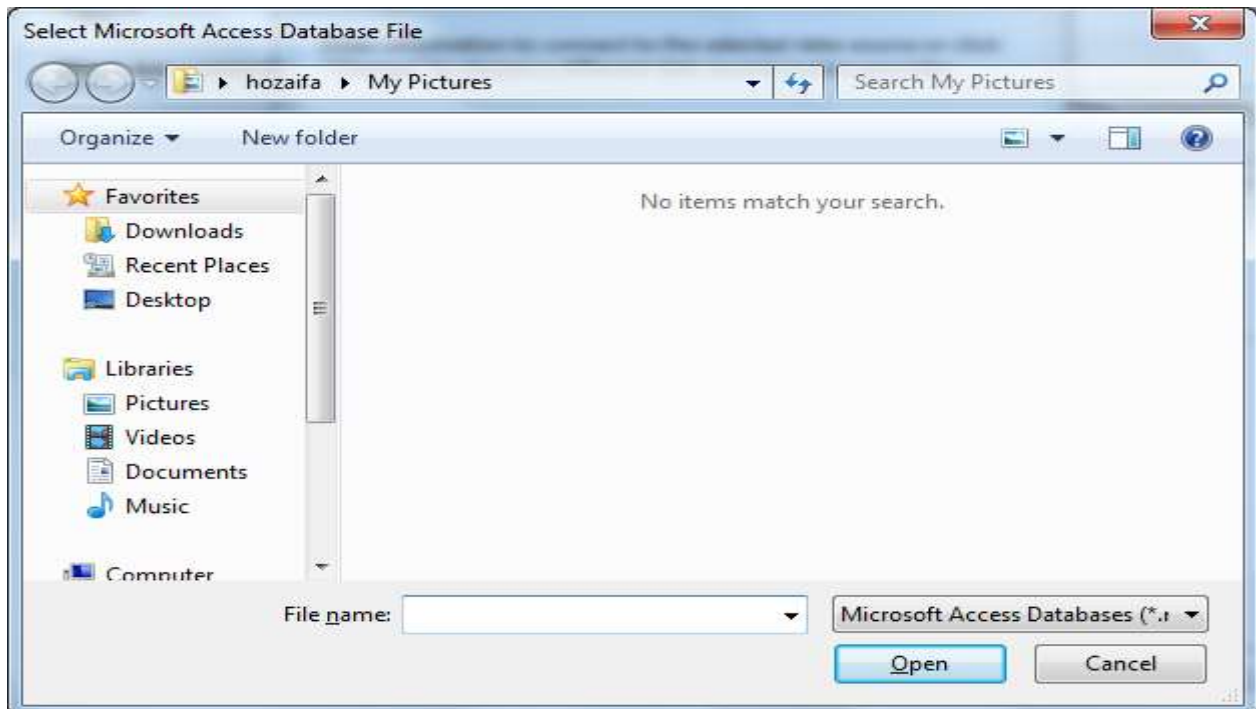 Select Microsoft Access Database File
hozaifa My Pictures
Search My Pictures
Organize
New folder
Favorites
Downloads
Recent Places
Desktop
Libraries
Pictures
Videos
Documents
Music
Computer
No items match your search.
File name:
Microsoft Access Databases (*.
Open
Cancel